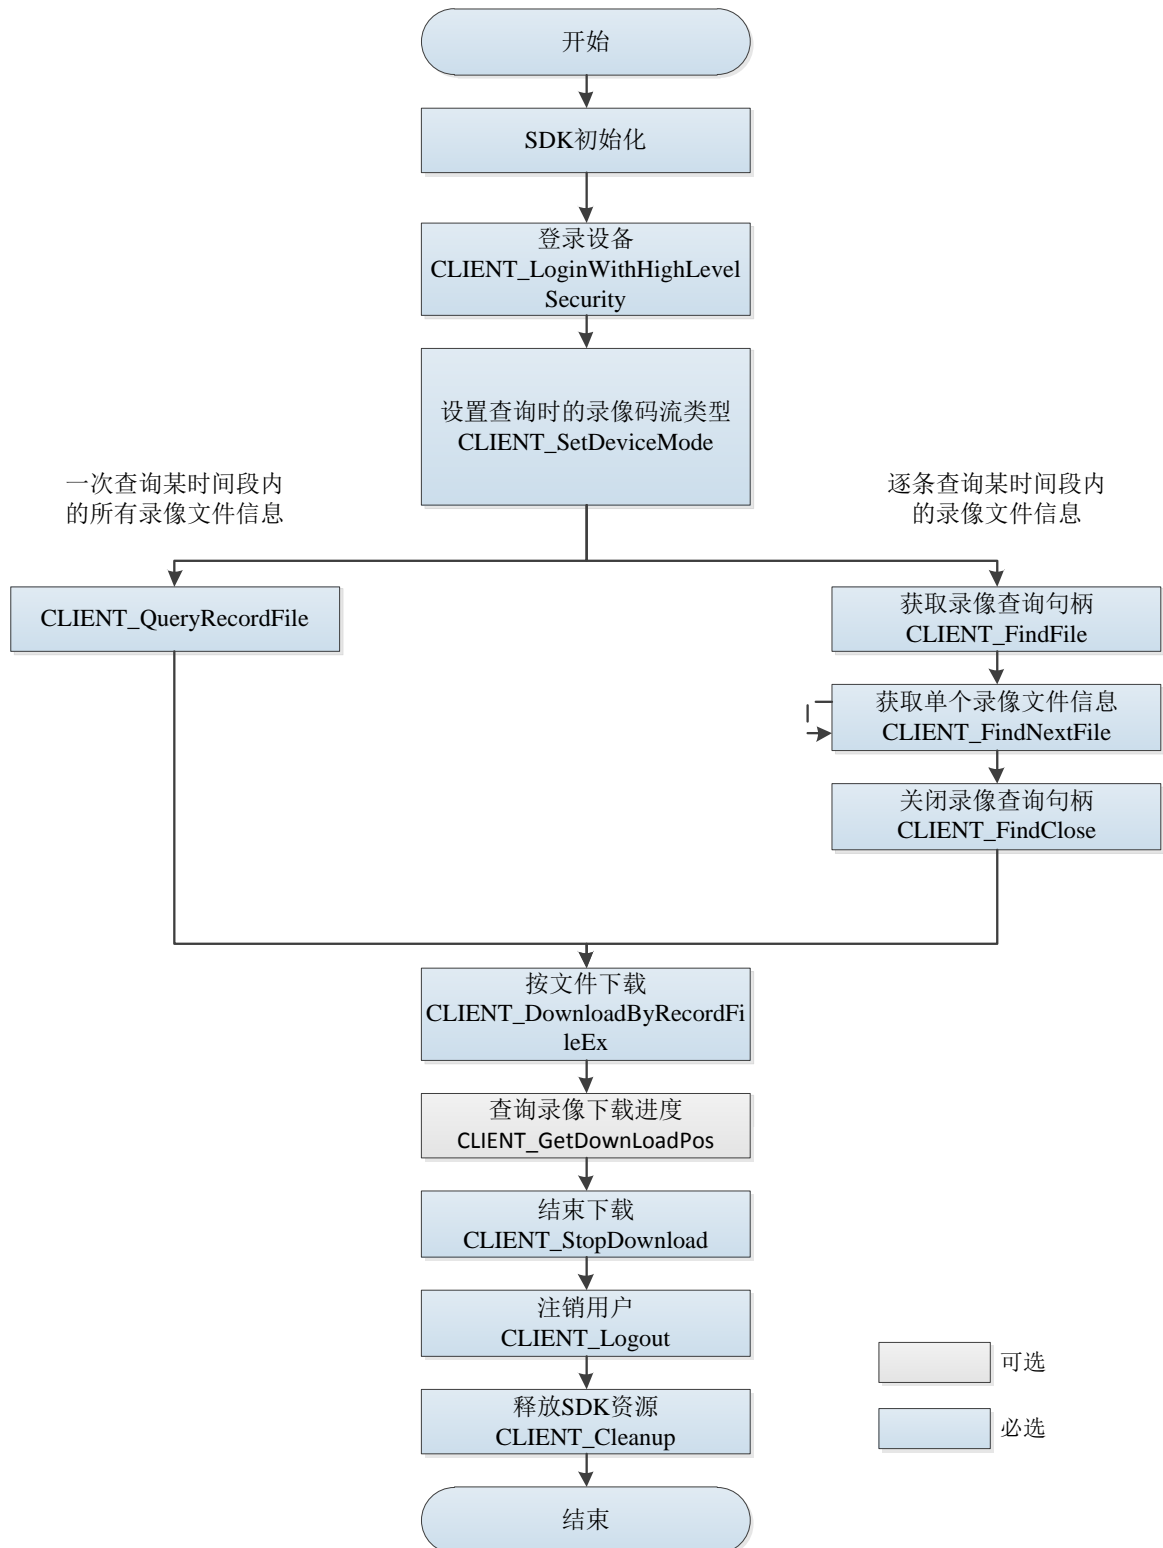 开始
SDK初始化
登录设备
CLIENT_LoginWithHighLevel
Security
设置查询时的录像码流类型
CLIENT_SetDeviceMode
一次查询某时间段内
的所有录像文件信息
逐条查询某时间段内
的录像文件信息
CLIENT_QueryRecordFile
获取录像查询句柄
CLIENT_FindFile
获取单个录像文件信息
CLIENT_FindNextFile
关闭录像查询句柄
CLIENT_FindClose
按文件下载
CLIENT_DownloadByRecordFi
leEx
查询录像下载进度
CLIENT_GetDownLoadPos
结束下载
CLIENT_StopDownload
注销用户
CLIENT_Logout
释放SDK资源
CLIENT_Cleanup
结束
可选
必选